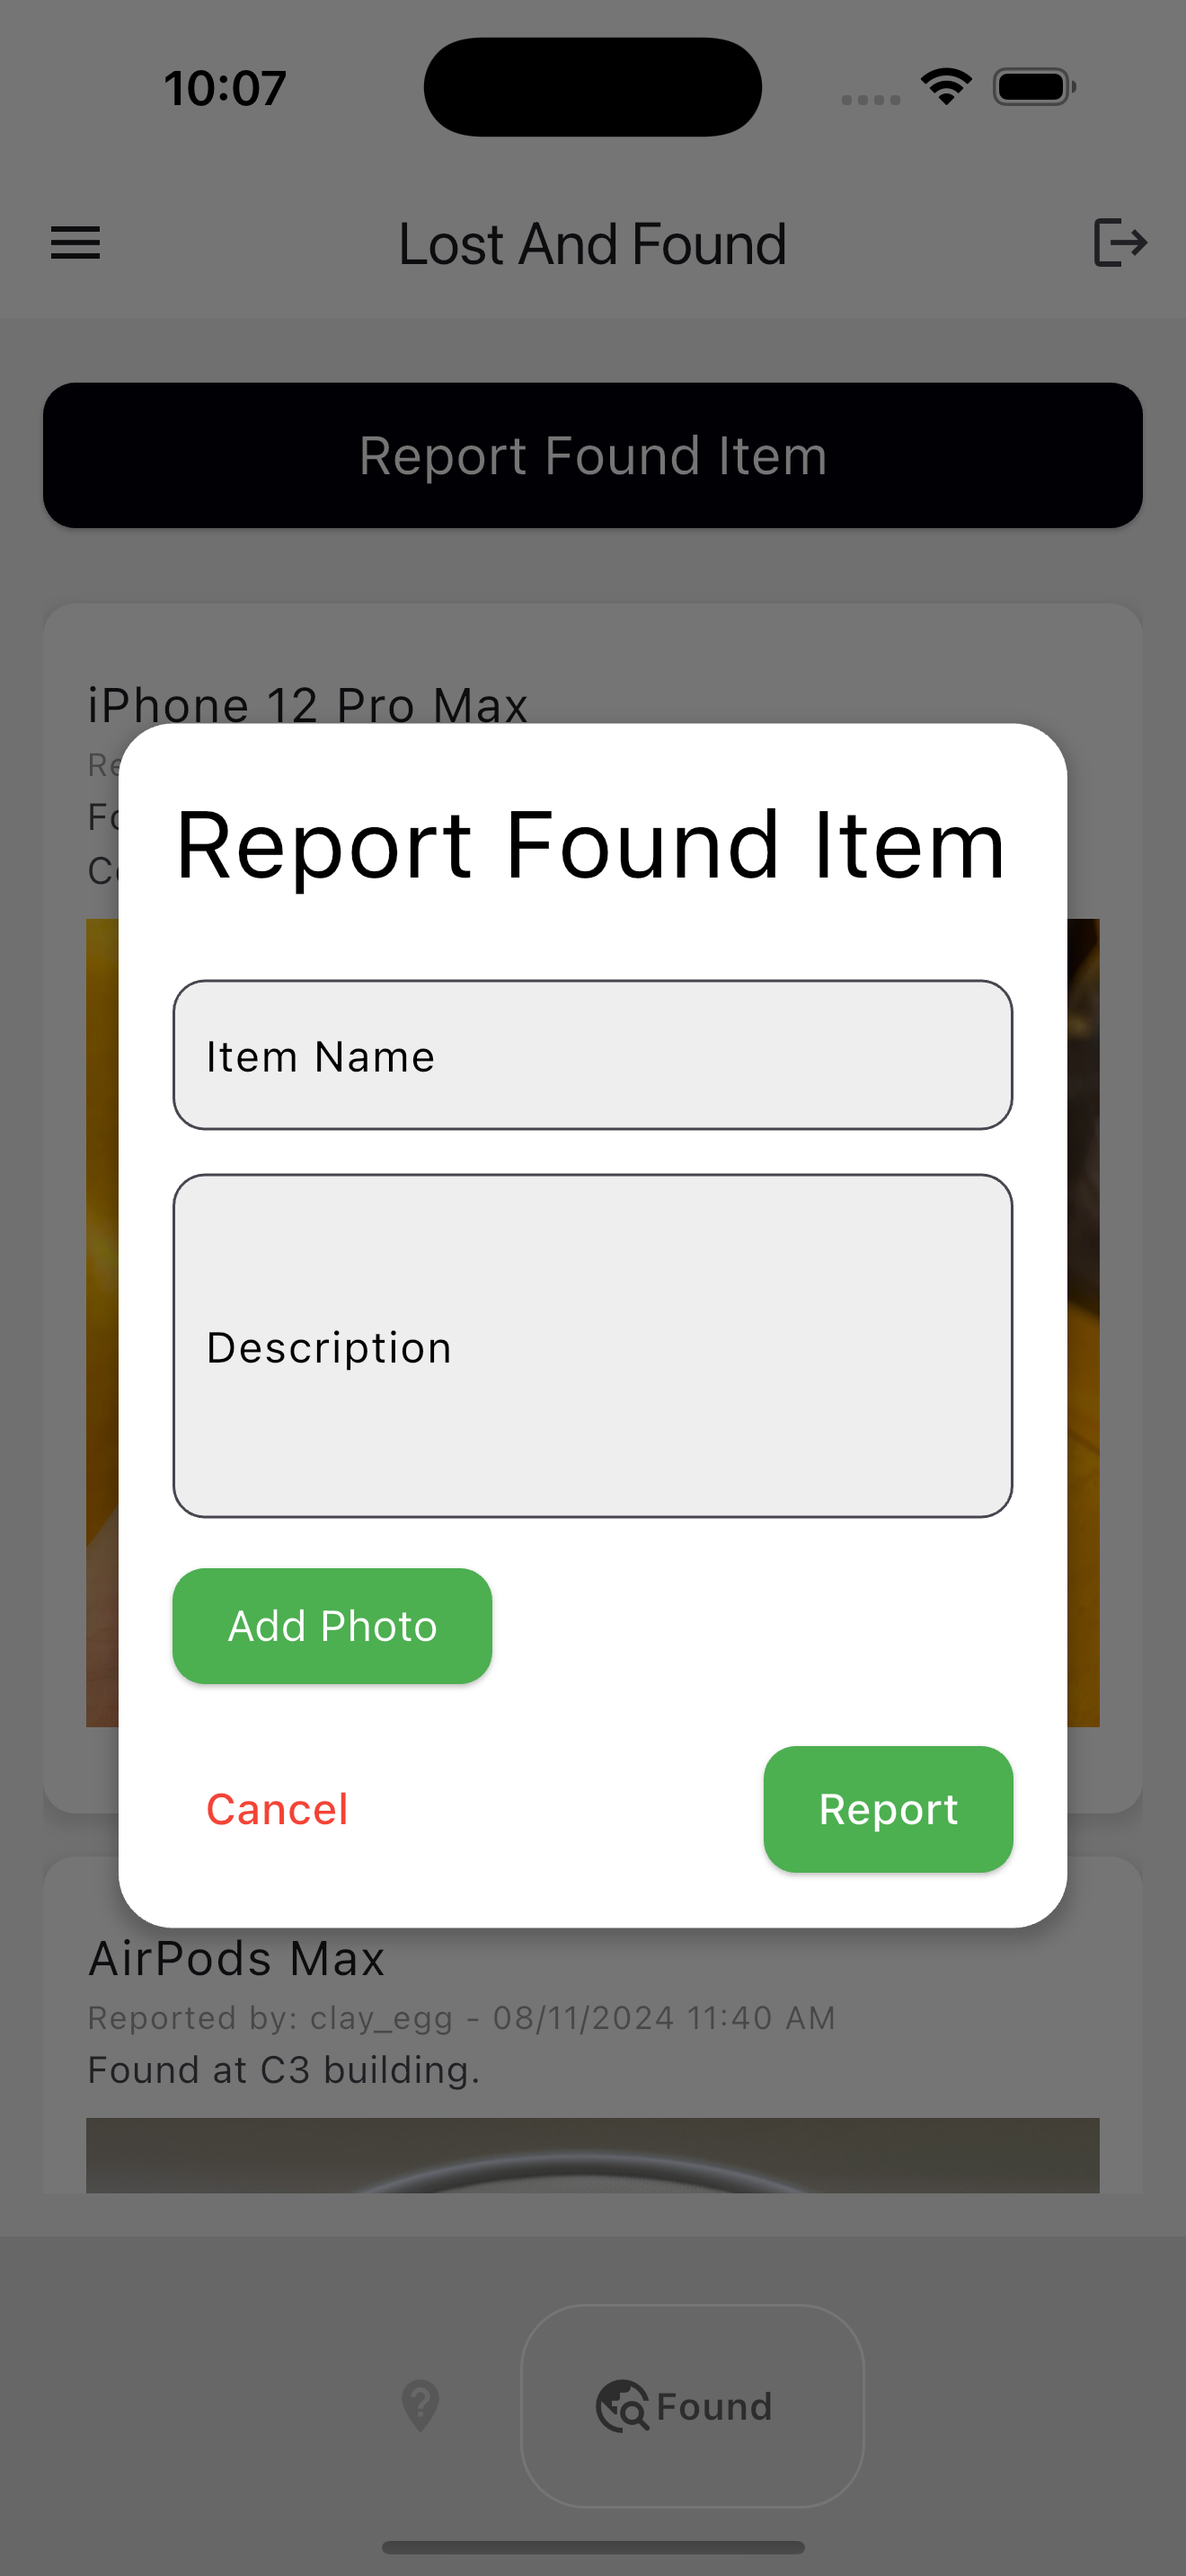 10:07
Lost And Found
Report Found Item
iPhone 12 Pro Max
Report Found Item
Item Name
Description
Add Photo
Cancel
Report
AirPods Max
Reported by: clay_egg - 08/11/2024 11:40 AM
Found at C3 building.
Found